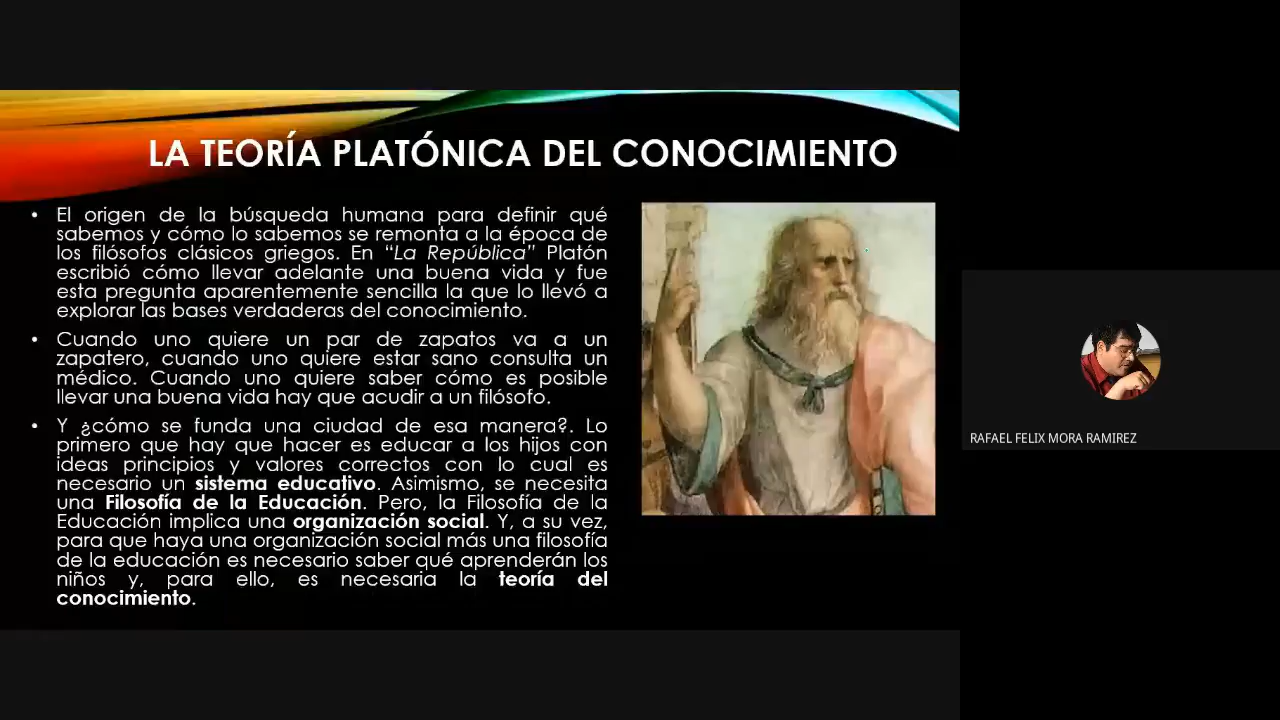 LA TEORÍA PLATÓNICA DEL CONOCIMIENTO
• El origen de la búsqueda humana para definir qué
sabemos y cómo lo sabemos se remonta a la época de
los filósofos clásicos griegos. En “La República” Platón
escribió cómo llevar adelante una buena vida y fue
esta pregunta aparentemente sencilla la que lo llevó a
explorar las bases verdaderas del conocimiento.
• Cuando uno quiere un par de zapatos va a un
zapatero, cuando uno quiere estar sano consulta un
médico. Cuando uno quiere saber cómo es posible
llevar una buena vida hay que acudir a un filósofo.
• Y ¿cómo se funda una ciudad de esa manera?. Lo
primero que hay que hacer es educar a los hijos con
ideas principios y valores correctos con lo cual es
necesario un sistema educativo. Asimismo, se necesita
una Filosofía de la Educación. Pero, la Filosofía de la
Educación implica una organización social. Y, a su vez,
para que haya una organización social más una filosofía
de la educación es necesario saber qué aprenderán los
niños y, para ello, es necesaria la teoría del
conocimiento.
RAFAEL FELIX MORA RAMIREZ